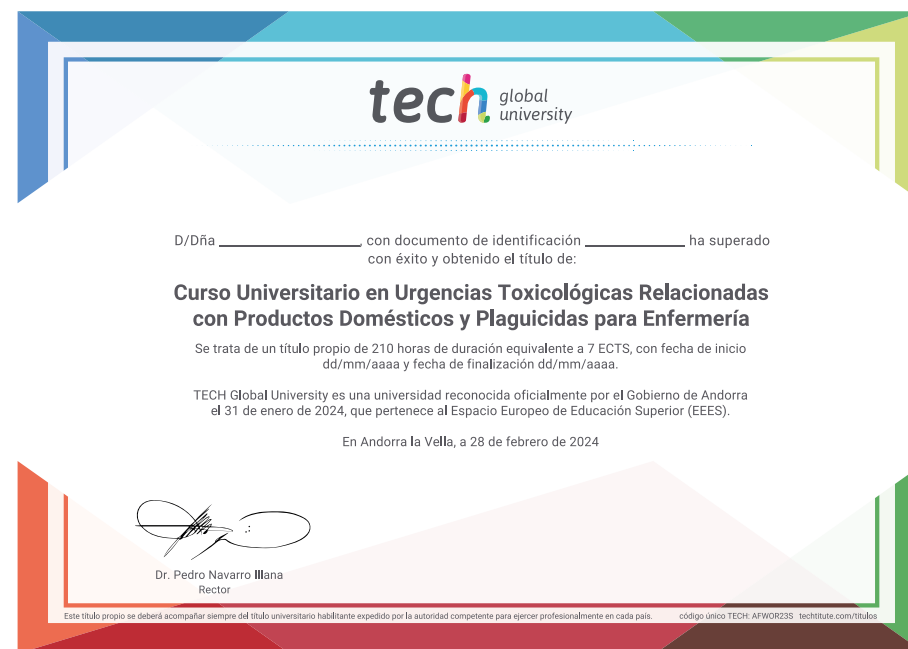 tech global university
D/Dña ____________, con documento de identificación ____________ ha superado
con éxito y obtenido el título de:
Curso Universitario en Urgencias Toxicológicas Relacionadas
con Productos Domésticos y Plaguicidas para Enfermería
Se trata de un título propio de 210 horas de duración equivalente a 7 ECTS, con fecha de inicio
dd/mm/aaaa y fecha de finalización dd/mm/aaaa.
TECH Global University es una universidad reconocida oficialmente por el Gobierno de Andorra
el 31 de enero de 2024, que pertenece al Espacio Europeo de Educación Superior (EEES).
En Andorra la Vella, a 28 de febrero de 2024
Dr. Pedro Navarro Illana
Rector
Este título propio se deberá acompañar siempre del título universitario habilitante expedido por la autoridad competente para ejercer profesionalmente en cada país. código único TECH: AFWOR23S techtitute.com/titulos